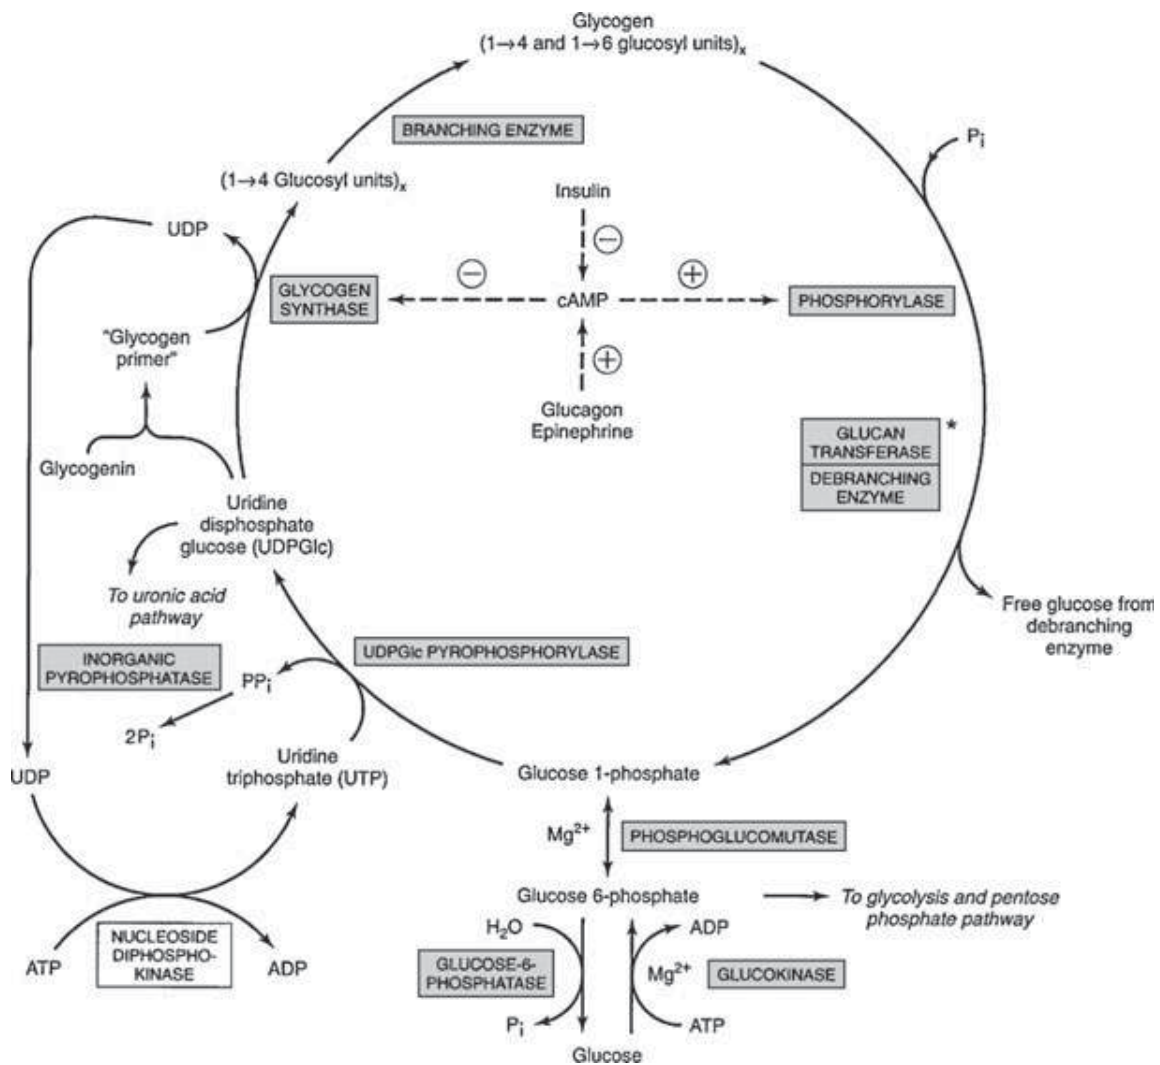 Glycogen
(1→4 and 1→6 glucosyl units)x
BRANCHING ENZYME
Pi
(1→4 Glucosyl units)x
Insulin
UDP
−
−
+
GLYCOGEN
SYNTHASE
cAMP
PHOSPHORYLASE
"Glycogen
primer"
+
Glucagon
Epinephrine
GLUCAN
TRANSFERASE
*
DEBRANCHING
ENZYME
Glycogenin
Uridine
disphosphate
glucose (UDPGlc)
To uronic acid
pathway
Free glucose from
debranching
enzyme
INORGANIC
PYROPHOSPHATASE
UDPGlc PYROPHOSPHORYLASE
PPi
2Pi
UDP
Uridine
triphosphate (UTP)
Glucose 1-phosphate
Mg2+
PHOSPHOGLUCOMUTASE
Glucose 6-phosphate
To glycolysis and pentose
phosphate pathway
H2O
ADP
NUCLEOSIDE
DIPHOSPHO-
KINASE
ATP
ADP
GLUCOSE-6-
PHOSPHATASE
Mg2+
GLUCOKINASE
Pi
ATP
Glucose